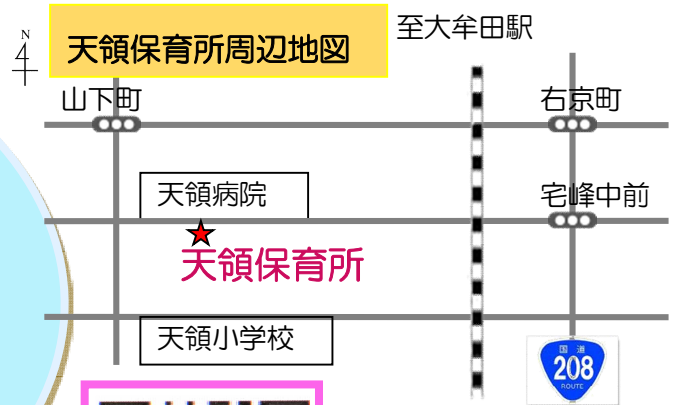 N
天領保育所周辺地図
至大牟田駅
山下町
右京町
天領病院
宅峰中前
天領保育所
天領小学校
国道
208
ROUTE